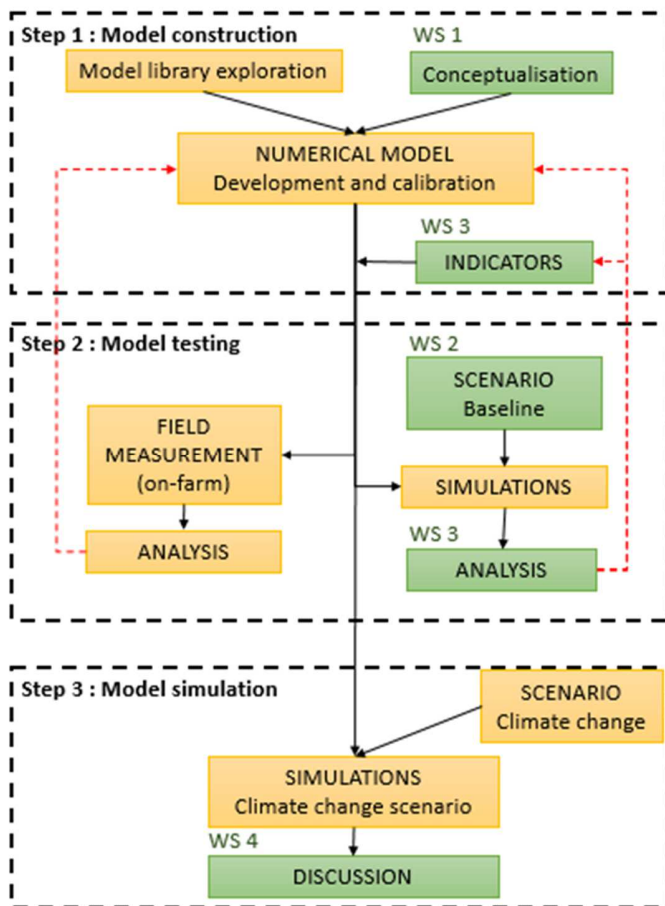 Step 1 : Model construction
WS 1
Model library exploration
Conceptualisation
NUMERICAL MODEL
Development and calibration
WS 3
INDICATORS
Step 2 : Model testing
WS 2
SCENARIO
Baseline
FIELD
MEASUREMENT
(on-farm)
SIMULATIONS
WS 3
ANALYSIS
ANALYSIS
Step 3 : Model simulation
SCENARIO
Climate change
SIMULATIONS
Climate change scenario
WS 4
DISCUSSION